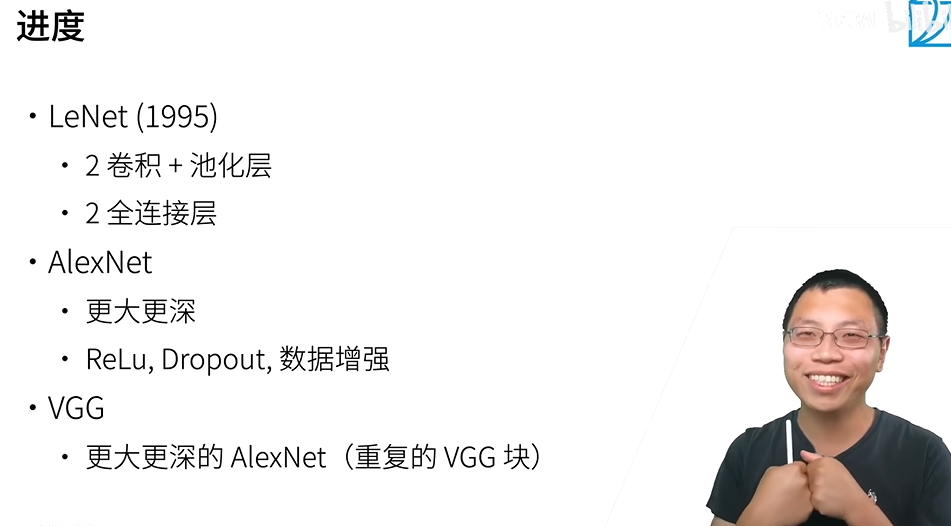 进度
• LeNet (1995)
• 2 卷积 + 池化层
• 2 全连接层
• AlexNet
• 更大更深
• ReLu, Dropout, 数据增强
• VGG
• 更大更深的 AlexNet（重复的 VGG 块）